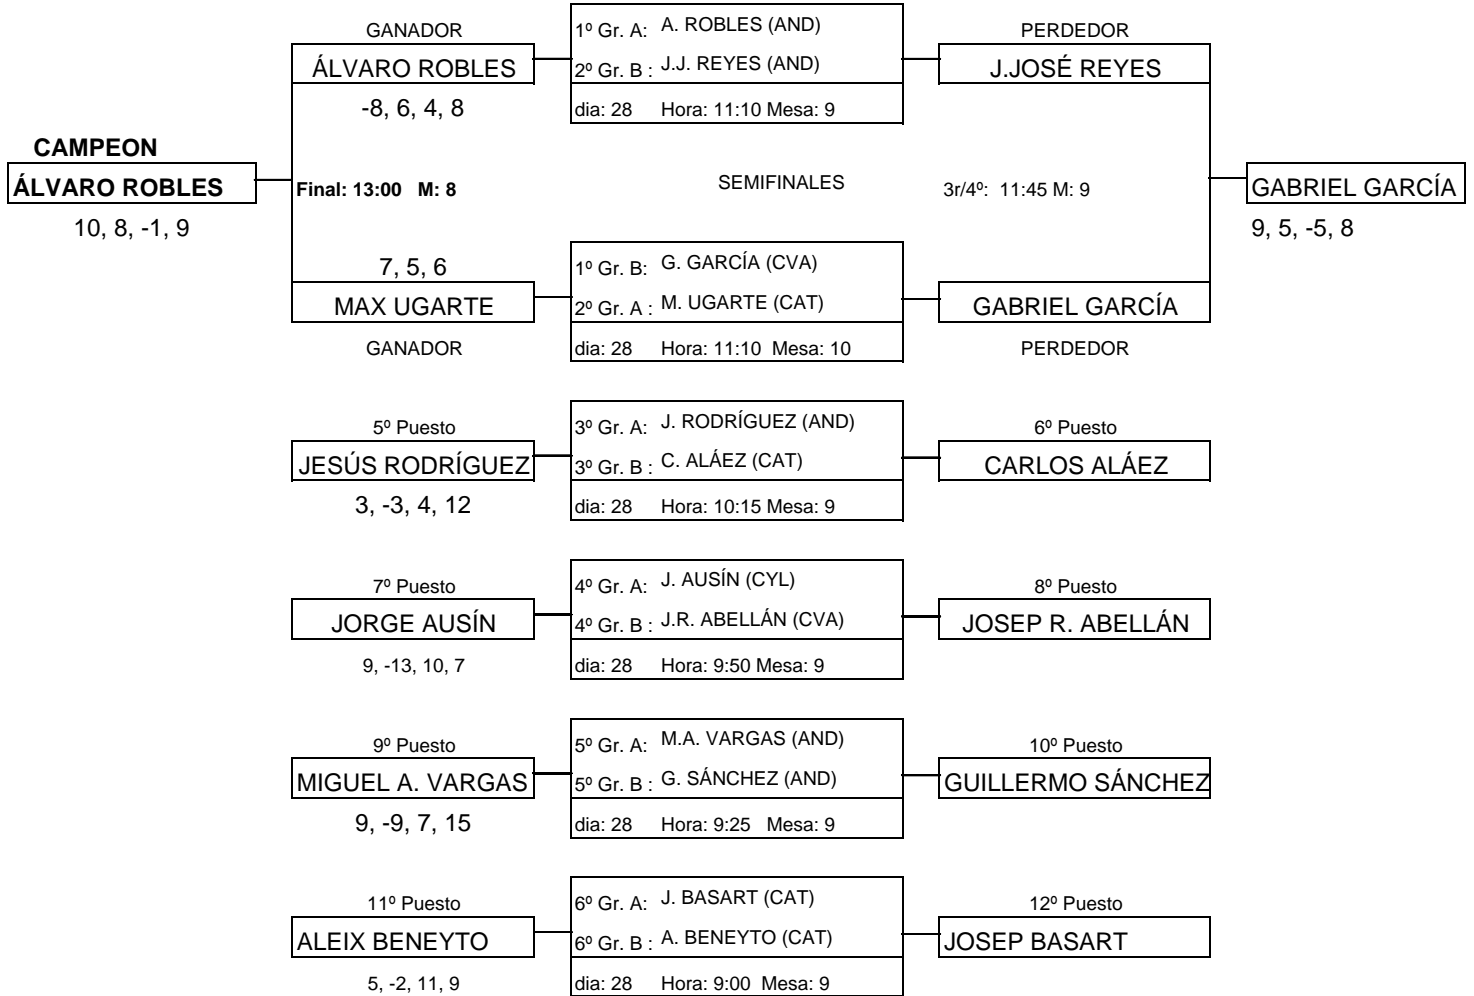 GANADOR
1º Gr. A: A. ROBLES (AND)
PERDEDOR
ÁLVARO ROBLES
2º Gr. B : J.J. REYES (AND)
J.JOSÉ REYES
-8, 6, 4, 8
dia: 28 Hora: 11:10 Mesa: 9
CAMPEON
ÁLVARO ROBLES
Final: 13:00 M: 8
SEMIFINALES
3r/4º: 11:45 M: 9
GABRIEL GARCÍA
10, 8, -1, 9
9, 5, -5, 8
7, 5, 6
1º Gr. B: G. GARCÍA (CVA)
MAX UGARTE
2º Gr. A : M. UGARTE (CAT)
GABRIEL GARCÍA
GANADOR
dia: 28 Hora: 11:10 Mesa: 10
PERDEDOR
5º Puesto
3º Gr. A: J. RODRÍGUEZ (AND)
6º Puesto
JESÚS RODRÍGUEZ
3º Gr. B : C. ALÁEZ (CAT)
CARLOS ALÁEZ
3, -3, 4, 12
dia: 28 Hora: 10:15 Mesa: 9
7º Puesto
4º Gr. A: J. AUSÍN (CYL)
8º Puesto
JORGE AUSÍN
4º Gr. B : J.R. ABELLÁN (CVA)
JOSEP R. ABELLÁN
9, -13, 10, 7
dia: 28 Hora: 9:50 Mesa: 9
9º Puesto
5º Gr. A: M.A. VARGAS (AND)
10º Puesto
MIGUEL A. VARGAS
5º Gr. B : G. SÁNCHEZ (AND)
GUILLERMO SÁNCHEZ
9, -9, 7, 15
dia: 28 Hora: 9:25 Mesa: 9
11º Puesto
6º Gr. A: J. BASART (CAT)
12º Puesto
ALEIX BENEYTO
6º Gr. B : A. BENEYTO (CAT)
JOSEP BASART
5, -2, 11, 9
dia: 28 Hora: 9:00 Mesa: 9